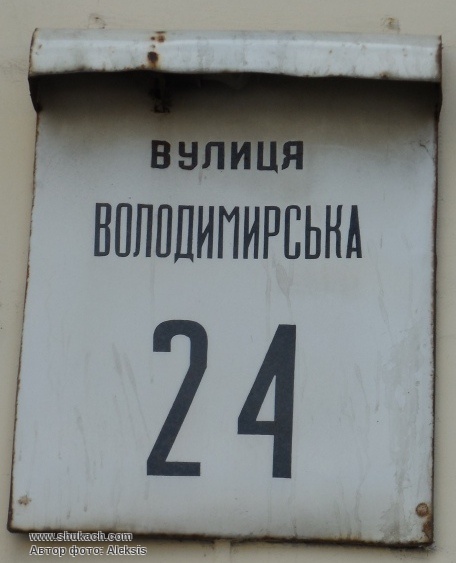 ВУЛИЦЯ
ВОЛОДИМИРСЬКА
24
www.shukach.com
Автор фото: Aleksis